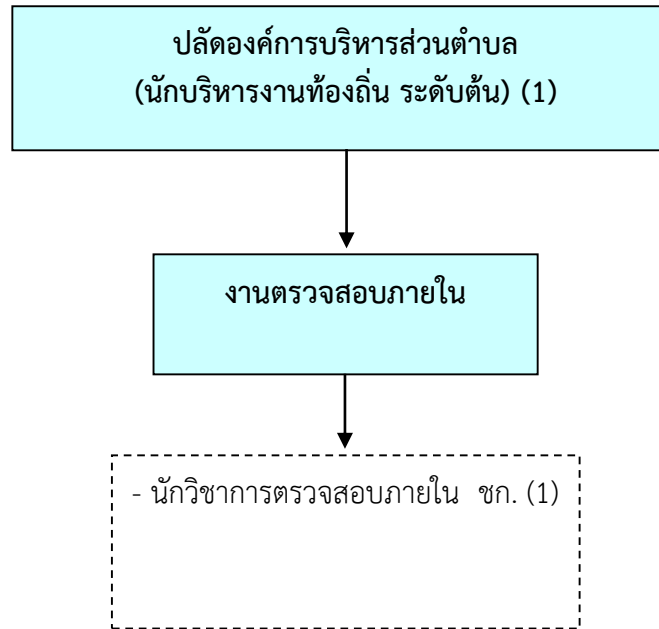 ปลัดองค์การบริหารส่วนตำบล
(นักบริหารงานท้องถิ่น ระดับต้น) (1)
งานตรวจสอบภายใน
- นักวิชาการตรวจสอบภายใน ชก. (1)